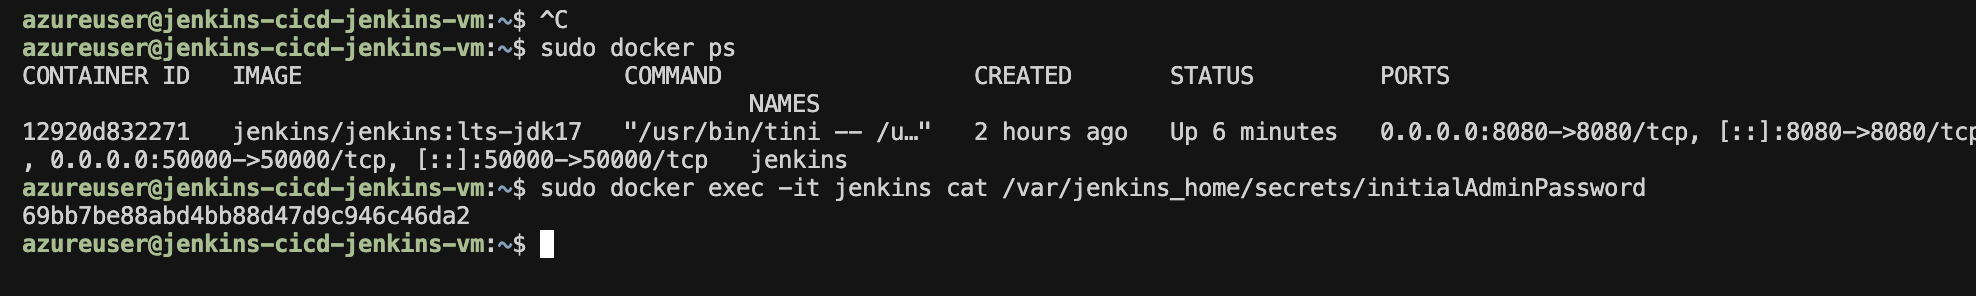 azureuser@jenkins-cicd-jenkins-vm:~$ ^C
azureuser@jenkins-cicd-jenkins-vm:~$ sudo docker ps
CONTAINER ID   IMAGE                        COMMAND                  CREATED       STATUS         PORTS
                                                    NAMES
12920d832271   jenkins/jenkins:lts-jdk17   "/usr/bin/tini -- /u…"   2 hours ago   Up 6 minutes   0.0.0.0:8080->8080/tcp, [::]:8080->8080/tcp
, 0.0.0.0:50000->50000/tcp, [::]:50000->50000/tcp   jenkins
azureuser@jenkins-cicd-jenkins-vm:~$ sudo docker exec -it jenkins cat /var/jenkins_home/secrets/initialAdminPassword
69bb7be88abd4bb88d47d9c946c46da2
azureuser@jenkins-cicd-jenkins-vm:~$